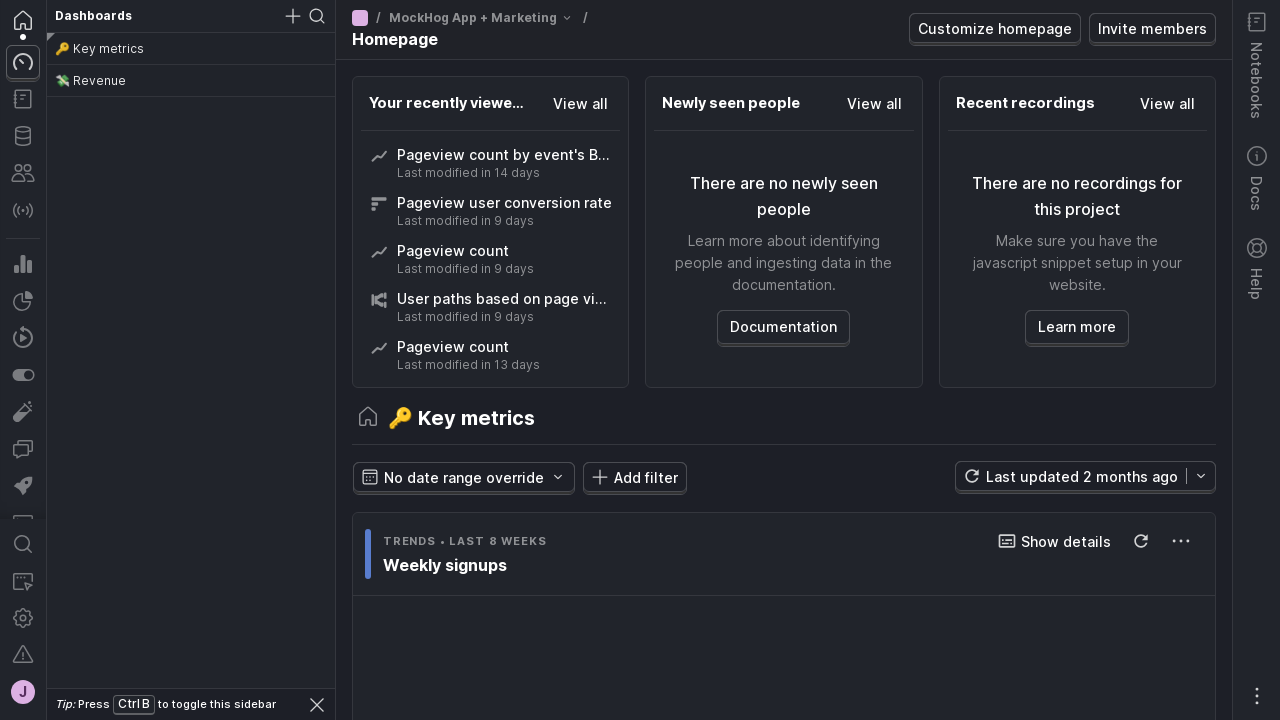 Dashboards
🔑 Key metrics
💸 Revenue
Tip: Press Ctrl B to toggle this sidebar
J
/ MockHog App + Marketing /
Homepage
Customize homepage
Invite members
Your recently viewe...
View all
Pageview count by event's B...
Last modified in 14 days
Pageview user conversion rate
Last modified in 9 days
Pageview count
Last modified in 9 days
User paths based on page vi...
Last modified in 9 days
Pageview count
Last modified in 13 days
Newly seen people
View all
There are no newly seen
people
Learn more about identifying
people and ingesting data in the
documentation.
Documentation
Recent recordings
View all
There are no recordings for
this project
Make sure you have the
javascript snippet setup in your
website.
Learn more
🔑 Key metrics
No date range override
Add filter
Last updated 2 months ago
TRENDS • LAST 8 WEEKS
Weekly signups
Show details
Notebooks
Docs
Help